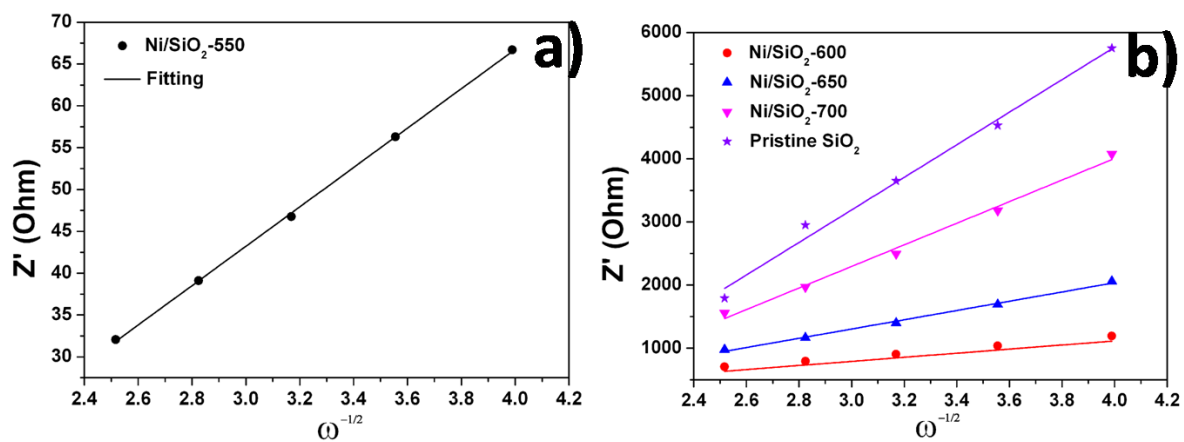 a)
Ni/SiO₂-550
Fitting
70
65
60
55
50
45
40
35
30
Z' (Ohm)
2.4 2.6 2.8 3.0 3.2 3.4 3.6 3.8 4.0 4.2
ω⁻¹/²
b)
Ni/SiO₂-600
Ni/SiO₂-650
Ni/SiO₂-700
Pristine SiO₂
6000
5000
4000
3000
2000
1000
Z' (Ohm)
2.4 2.6 2.8 3.0 3.2 3.4 3.6 3.8 4.0 4.2
ω⁻¹/²